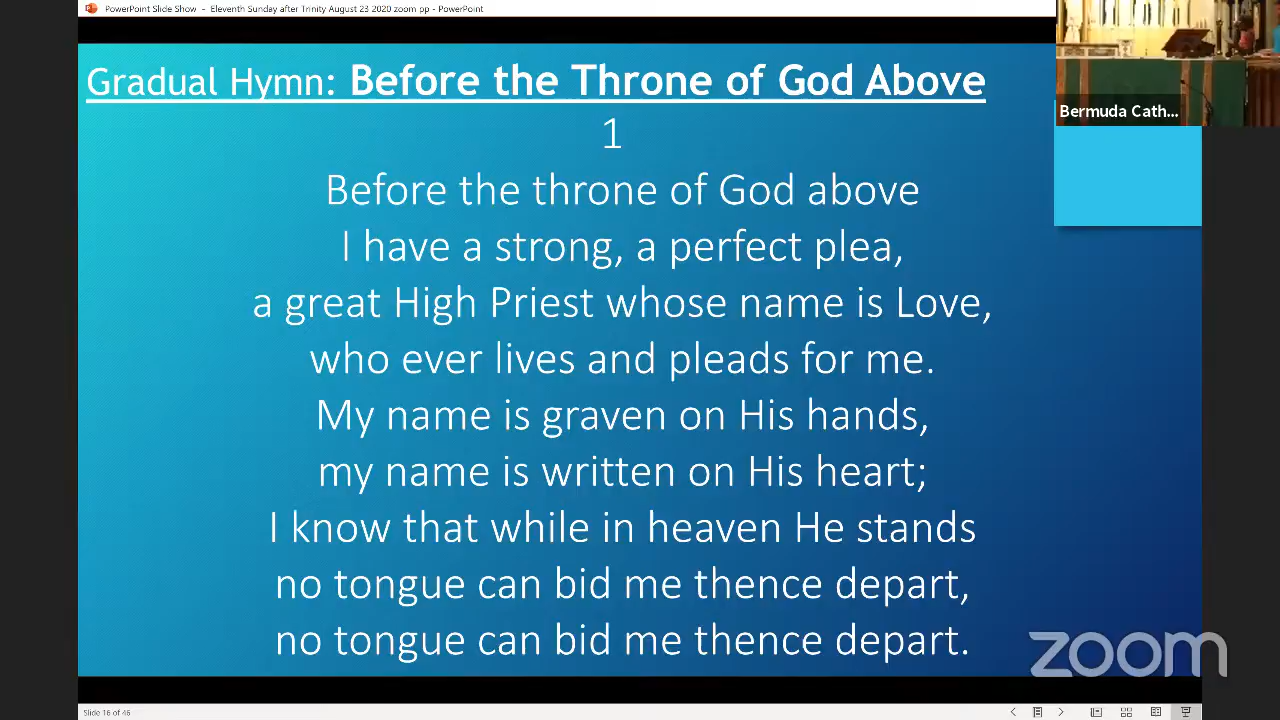 PowerPoint Slide Show - Eleventh Sunday after Trinity August 23 2020 zoom pp - PowerPoint
Bermuda Cath...
Gradual Hymn: Before the Throne of God Above
1
Before the throne of God above
I have a strong, a perfect plea,
a great High Priest whose name is Love,
who ever lives and pleads for me.
My name is graven on His hands,
my name is written on His heart;
I know that while in heaven He stands
no tongue can bid me thence depart,
no tongue can bid me thence depart.
zoom
Slide 16 of 46